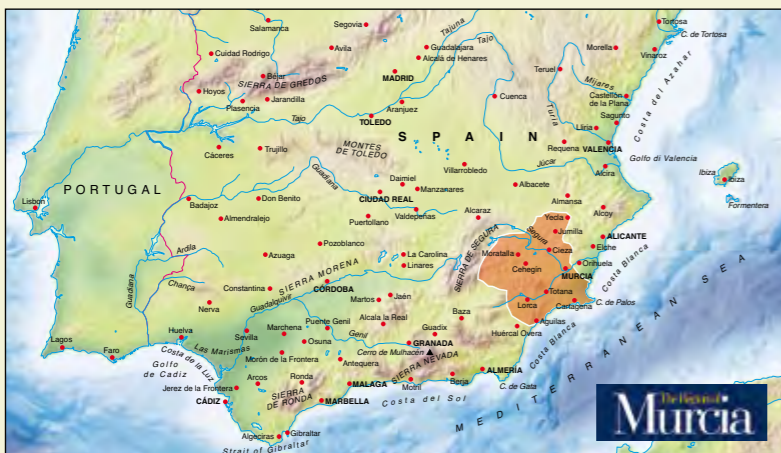 Salamanca
Segovia
Tortosa
C. de Tortosa
Cuidad Rodrigo
Avila
Guadalajara
Alcalá de Henares
Tajuna
Tajo
Morella
Vinaroz
Béjar
SIERRA DE GREDOS
MADRID
Teruel
Mijares
Costa del Azahar
Hoyos
Jarandilla
Plasencia
Aranjuez
Cuenca
Castellón
de la Plana
Tajo
TOLEDO
Turia
Sagunto
Lliria
SPAIN
Cáceres
Trujillo
MONTES
DE TOLEDO
Requena
VALENCIA
Golfo di Valencia
Villarrobledo
Júcar
Alcira
Ibiza
Ibiza
PORTUGAL
Guadiana
Daimiel
Manzanares
Albacete
Formentera
Lisbon
Badajoz
Don Benito
CIUDAD REAL
Almansa
Almendralejo
Valdepeñas
Puertollano
Alcaraz
Yecla
Alcoy
Jumilla
ALICANTE
Ardila
Pozoblanco
Segura
Cieza
Elche
Azuaga
La Carolina
SIERRA DE SEGURA
Moratalla
Orihuela
Costa Blanca
Linares
Cehegín
MURCIA
Chança
Constantina
SIERRA MORENA
CÓRDOBA
Totana
C. de Palos
Guadiana
Nerva
Guadalquivir
Martos
Jaén
Lorca
Cartagena
Baza
Aguilas
Puente Genil
Alcala la Real
Huércal Overa
Lagos
Huelva
Sevilla
Marchena
Genil
Guadix
Costa Blanca
Faro
Las Marismas
Osuna
GRANADA
Costa de la Luz
Golfo
de Cadiz
Morón de la Frontera
Antequera
Cerro de Mulhacén
SIERRA NEVADA
ALMERÍA
Jerez de la Frontera
Arcos
Ronda
MALAGA
Motril
Berja
C. de Gata
CÁDIZ
SIERRA
DE RONDA
MARBELLA
Costa del Sol
MEDITERRANEAN SEA
Algeciras
Gibraltar
Strait of Gibraltar
The Region of
Murcia